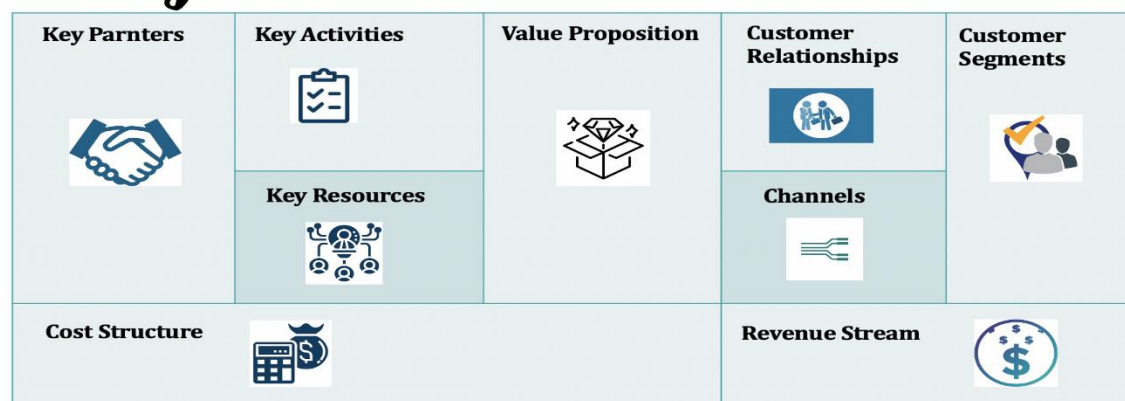 Key Parnters
Key Activities
Value Proposition
Customer
Relationships
Customer
Segments
Key Resources
Channels
Cost Structure
Revenue Stream